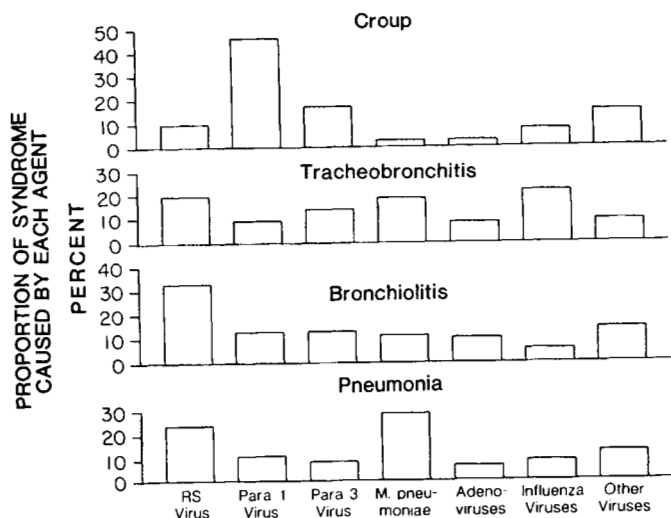 PROPORTION OF SYNDROME
CAUSED BY EACH AGENT
PERCENT
Croup
50
40
30
20
10
0
Tracheobronchitis
30
20
10
0
Bronchiolitis
40
30
20
10
0
Pneumonia
30
20
10
0
RS Para 1 Para 3 M. pneu- Adeno- Influenza Other
Virus Virus Virus moniae viruses Viruses Viruses